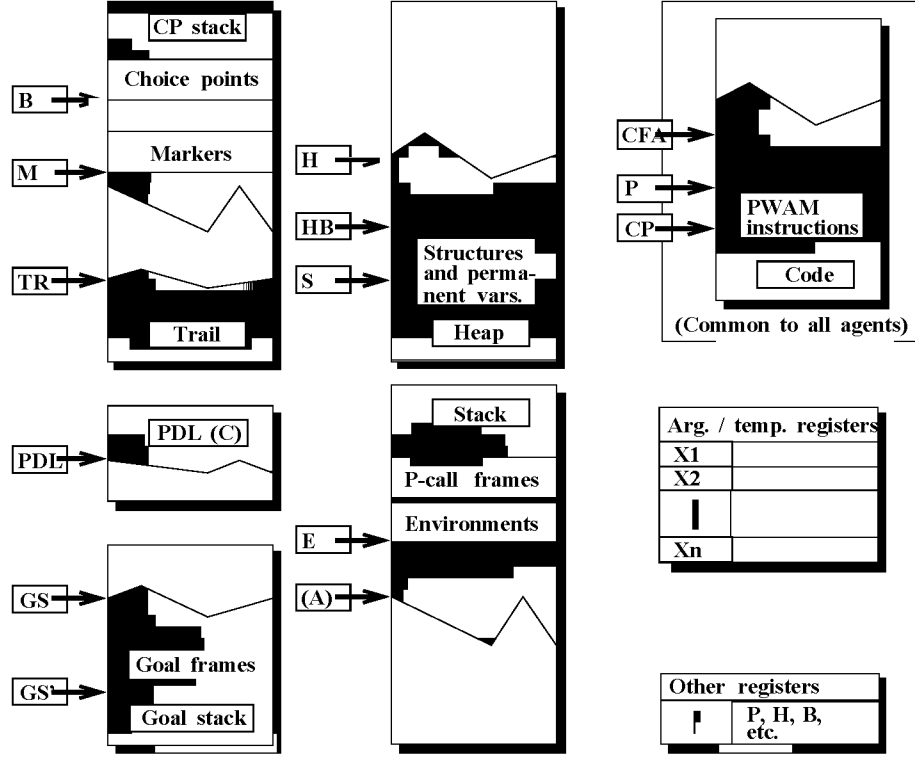 CP stack
Choice points
B
Markers
M
TR
Trail
H
HB
Structures
and perma-
nent vars.
S
Heap
CFA
P
PWAM
instructions
CP
Code
(Common to all agents)
PDL (C)
PDL
Stack
P-call frames
Environments
E
(A)
Arg. / temp. registers
X1
X2
Xn
GS
Goal frames
GS'
Goal stack
Other registers
P, H, B,
etc.